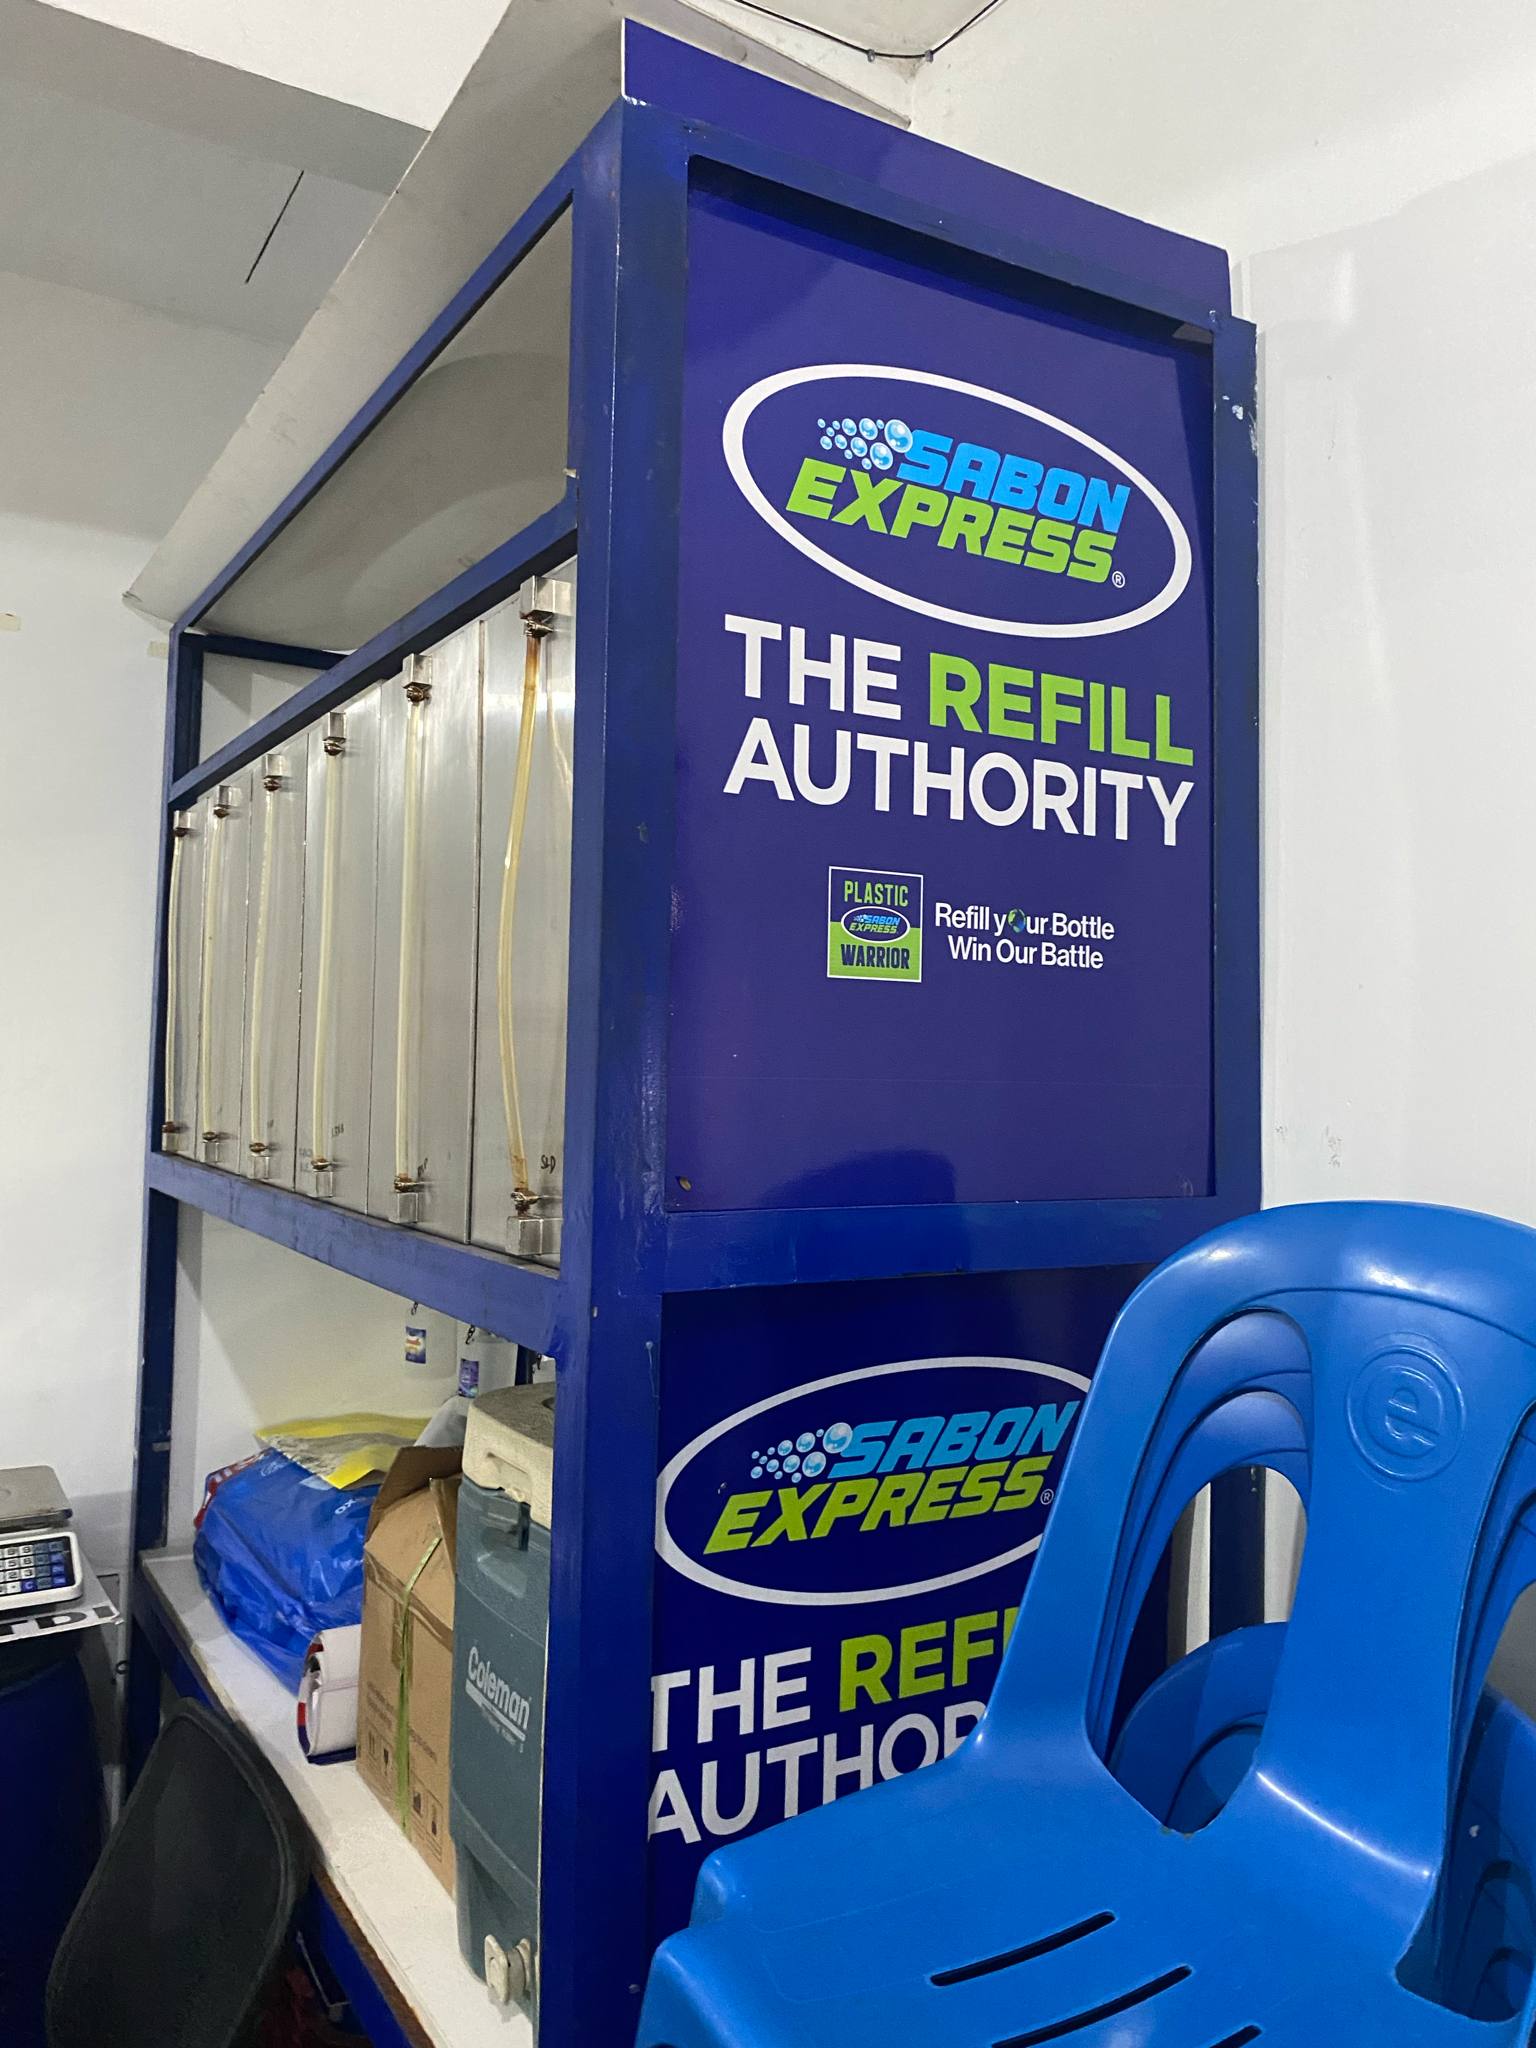 SABON
EXPRESS®
THE REFILL
AUTHORITY
PLASTIC
SABON
EXPRESS
WARRIOR
Refill your Bottle
Win Our Battle
SLD
SABON
EXPRESS®
THE REF
AUTHOR
Coleman
e